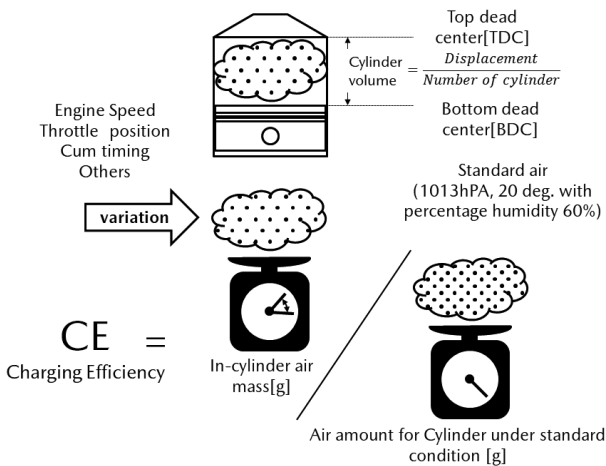 Top dead
center[TDC]
Cylinder
volume
= Displacement
Number of cylinder
Bottom dead
center[BDC]
Engine Speed
Throttle position
Cum timing
Others
Standard air
(1013hPA, 20 deg. with
percentage humidity 60%)
variation
CE =
Charging Efficiency
In-cylinder air
mass[g]
Air amount for Cylinder under standard
condition [g]